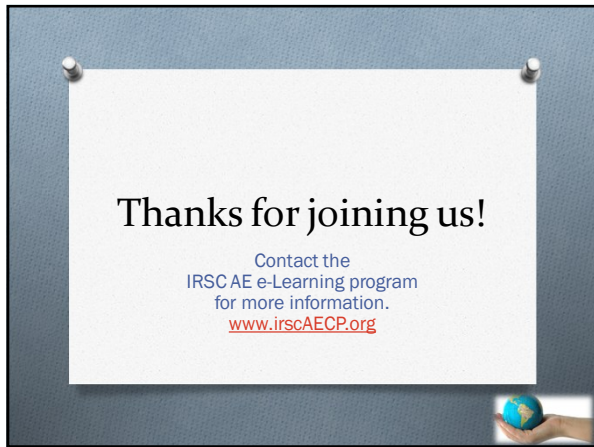 Thanks for joining us!
Contact the
IRSC AE e-Learning program
for more information.
www.irscAECP.org